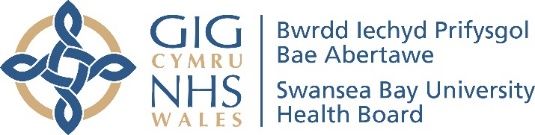 GIG
CYMRU
NHS
WALES
Bwrdd Iechyd Prifysgol
Bae Abertawe
Swansea Bay University
Health Board